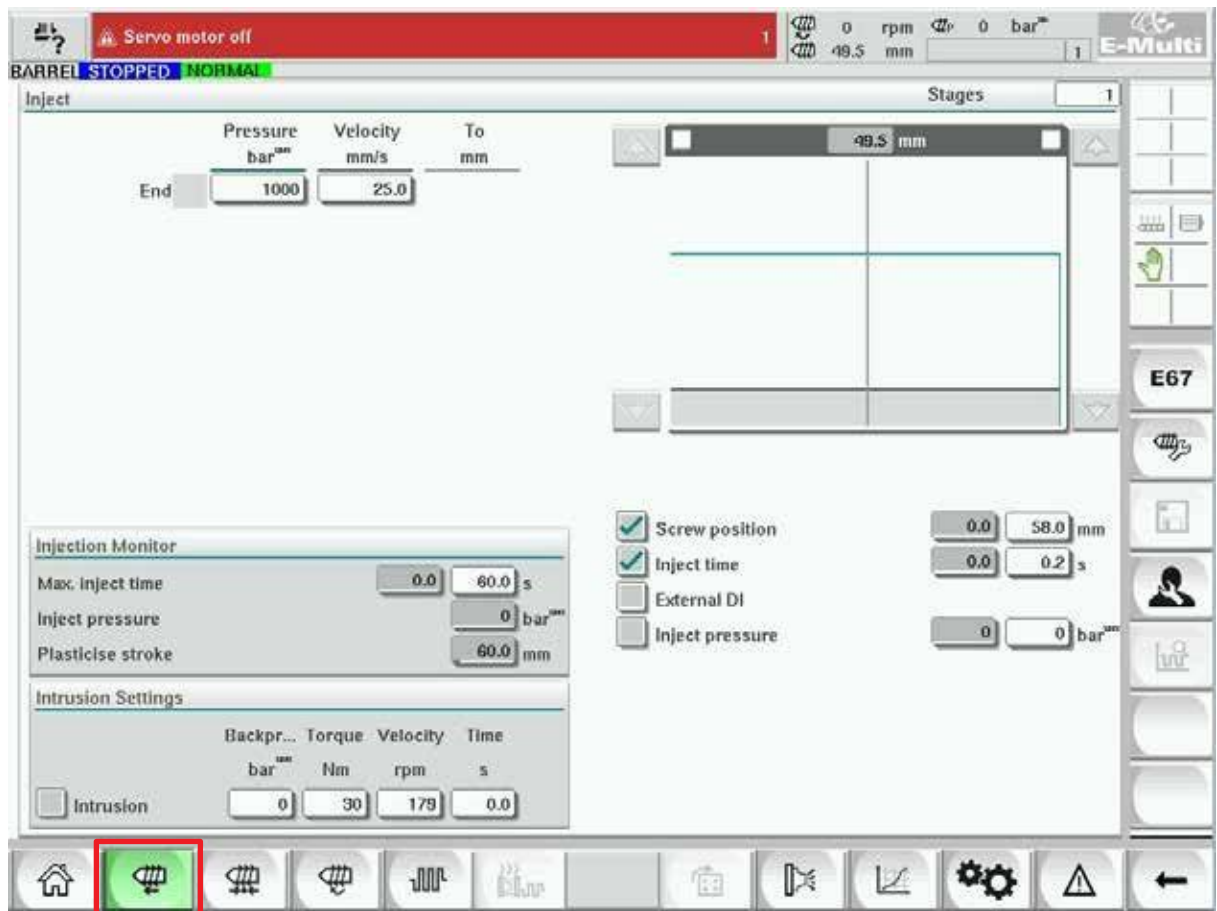 Servo motor off 1
0 rpm 0 bar
49.5 mm 1
E-Multi
BARREL STOPPED NORMAL
Inject
Stages 1
Pressure Velocity To
bar mm/s mm
End 1000 25.0
49.5 mm
E67
Injection Monitor
Max. inject time 0.0 60.0 s
Inject pressure 0 bar
Plasticise stroke 60.0 mm
Screw position 0.0 58.0 mm
Inject time 0.0 0.2 s
External DI
Inject pressure 0 0 bar
Intrusion Settings
Backpr... Torque Velocity Time
bar Nm rpm s
Intrusion 0 30 179 0.0